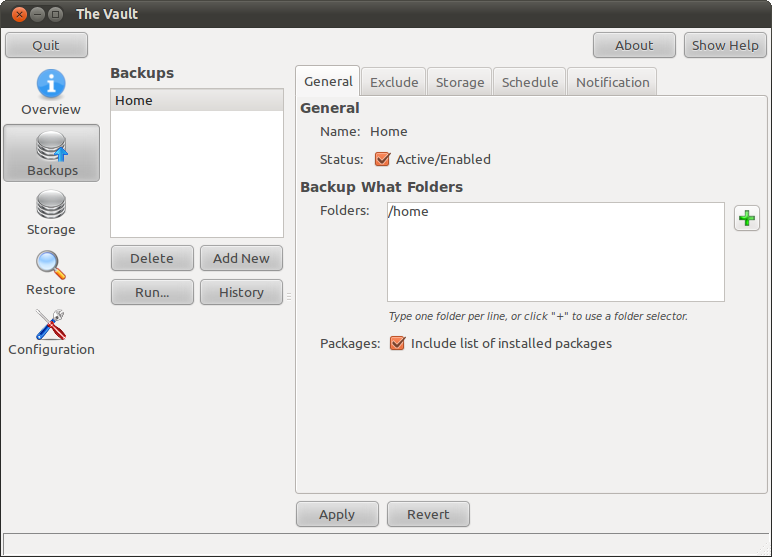 The Vault
Quit
About
Show Help
Overview
Backups
Storage
Restore
Configuration
Backups
Home
Delete
Add New
Run...
History
General
Exclude
Storage
Schedule
Notification
General
Name: Home
Status: Active/Enabled
Backup What Folders
Folders: /home
Type one folder per line, or click "+" to use a folder selector.
Packages: Include list of installed packages
Apply
Revert